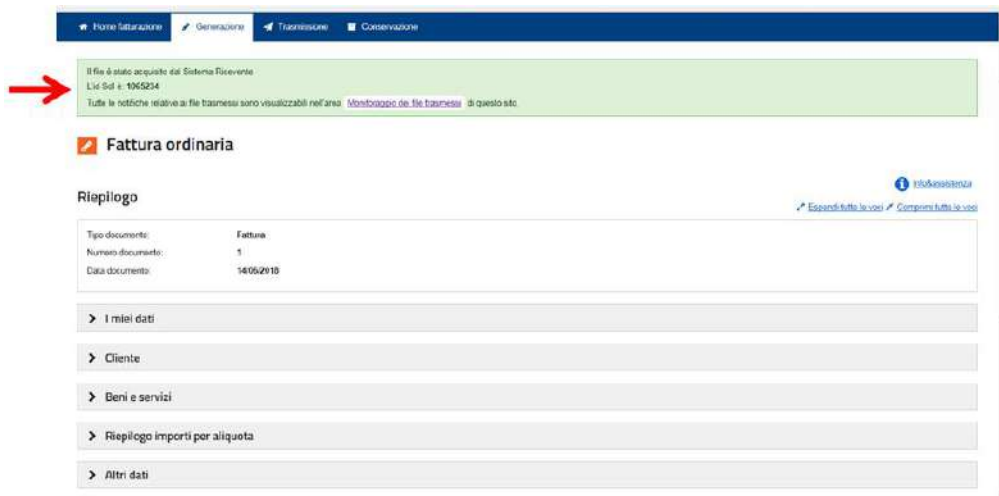 Home fatturazione Generazione Trasmissione Conservazione
Il file è stato acquisito dal Sistema Ricevente
L'id SdI è: 1065234
Tutte le notifiche relative ai file trasmessi sono visualizzabili nell'area Monitoraggio dei file trasmessi di questo sito.
Fattura ordinaria
Info&assistenza
Riepilogo
Espandi tutte le voci Comprimi tutte le voci
Tipo documento: Fattura
Numero documento: 1
Data documento: 14/05/2018
I miei dati
Cliente
Beni e servizi
Riepilogo importi per aliquota
Altri dati